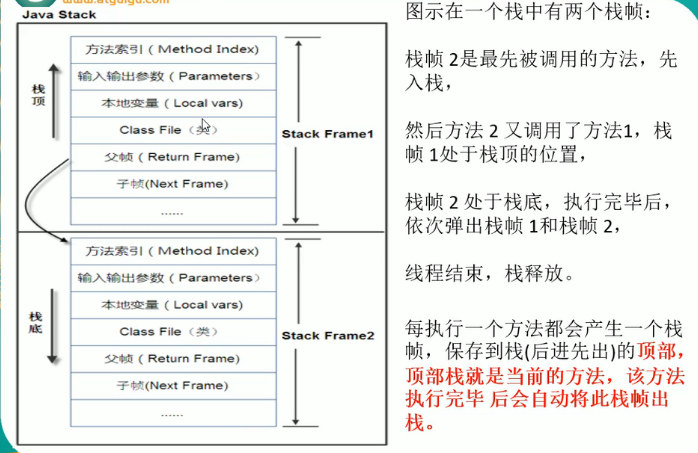 www.atguigu.com
Java Stack
栈顶
方法索引（Method Index）
输入输出参数（Parameters）
本地变量（Local vars）
Class File（类）
父帧（Return Frame）
子帧(Next Frame)
......
Stack Frame1
栈底
方法索引（Method Index）
输入输出参数（Parameters）
本地变量（Local vars）
Class File（类）
父帧（Return Frame）
子帧(Next Frame)
......
Stack Frame2
图示在一个栈中有两个栈帧：
栈帧 2是最先被调用的方法，先
入栈，
然后方法 2 又调用了方法1，栈
帧 1处于栈顶的位置，
栈帧 2 处于栈底，执行完毕后，
依次弹出栈帧 1和栈帧 2，
线程结束，栈释放。
每执行一个方法都会产生一个栈
帧，保存到栈(后进先出)的顶部，
顶部栈就是当前的方法，该方法
执行完毕 后会自动将此栈帧出
栈。